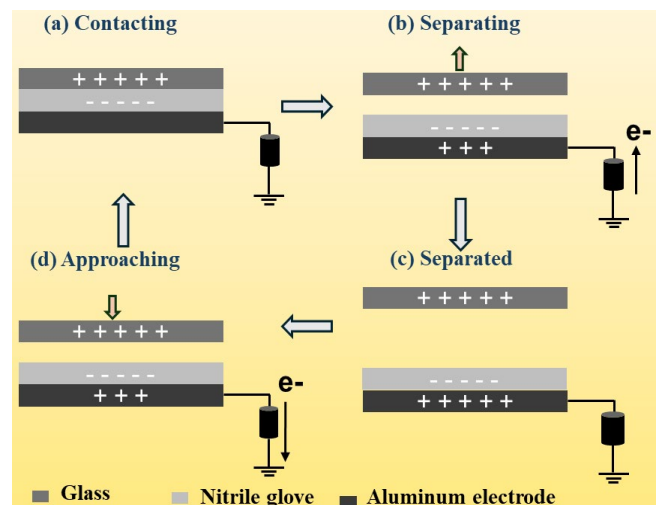 (a) Contacting
(b) Separating
+ + + + +
- - - - -
+ + + + +
- - - - -
+ + +
e-
(d) Approaching
(c) Separated
+ + + + +
- - - - -
+ + +
e-
+ + + + +
- - - - -
+ + + + +
Glass
Nitrile glove
Aluminum electrode